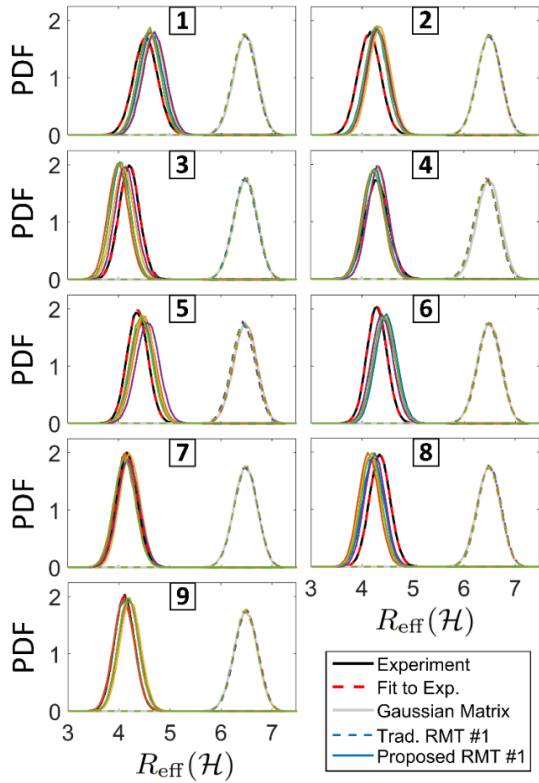 1
2
PDF
2
1
0
3
4
PDF
2
1
0
5
6
PDF
2
1
0
7
8
PDF
2
1
0
3 4 5 6 7
R_eff(ℋ)
9
PDF
2
1
0
3 4 5 6 7
R_eff(ℋ)
Experiment
Fit to Exp.
Gaussian Matrix
Trad. RMT #1
Proposed RMT #1